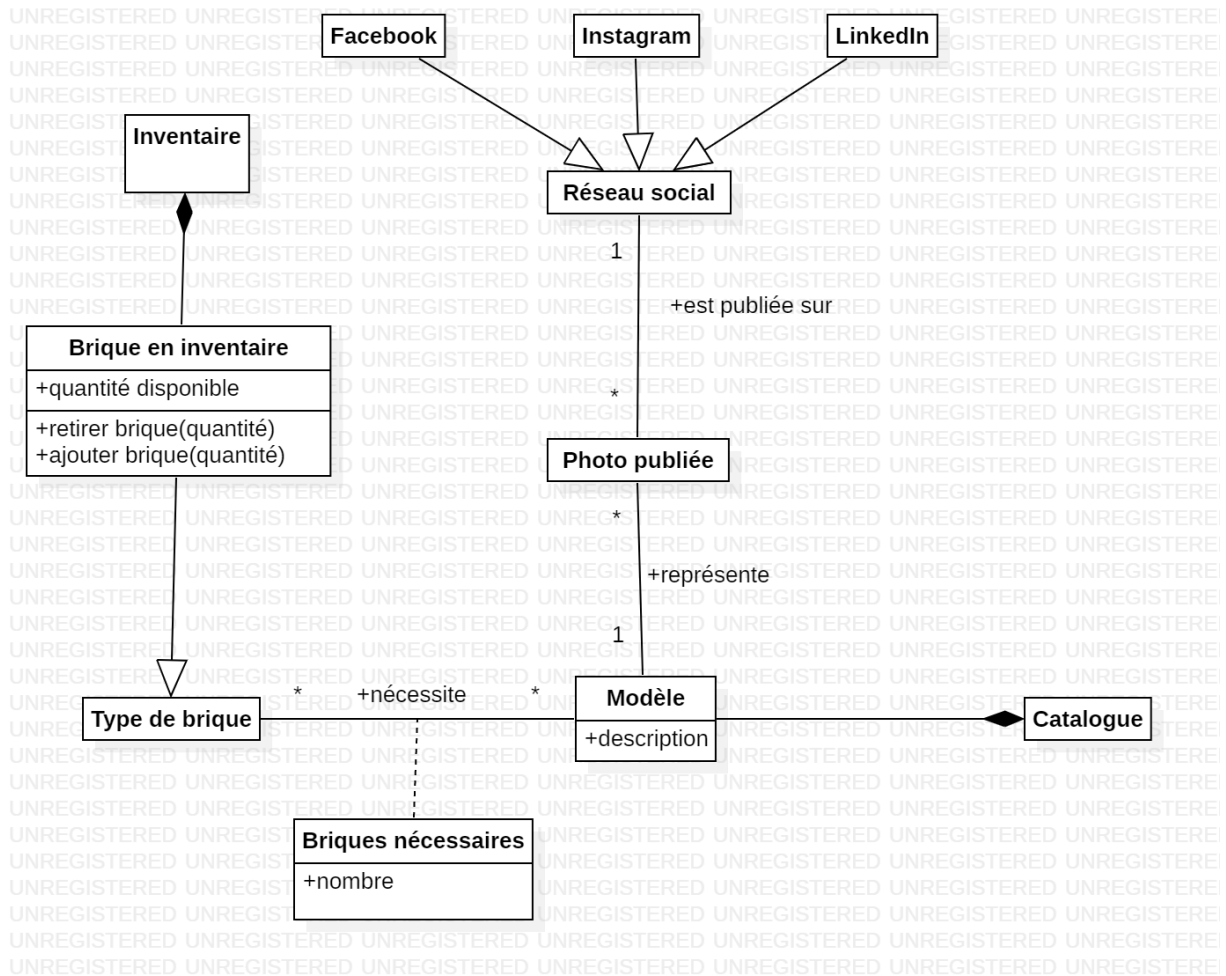 Facebook
Instagram
LinkedIn
Inventaire
Réseau social
1
+est publiée sur
*
Brique en inventaire
+quantité disponible
+retirer brique(quantité)
+ajouter brique(quantité)
Photo publiée
*
+représente
1
Type de brique
*
+nécessite
*
Modèle
+description
Catalogue
Briques nécessaires
+nombre
UNREGISTERED